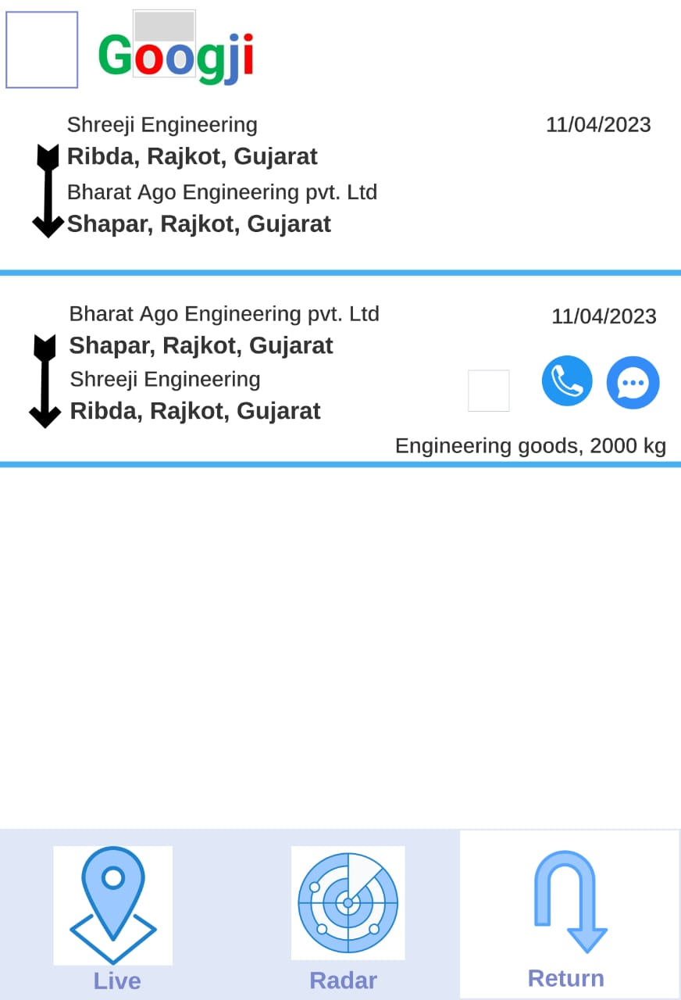 Googji
Shreeji Engineering
11/04/2023
Ribda, Rajkot, Gujarat
Bharat Ago Engineering pvt. Ltd
Shapar, Rajkot, Gujarat
Bharat Ago Engineering pvt. Ltd
11/04/2023
Shapar, Rajkot, Gujarat
Shreeji Engineering
Ribda, Rajkot, Gujarat
Engineering goods, 2000 kg
Live
Radar
Return